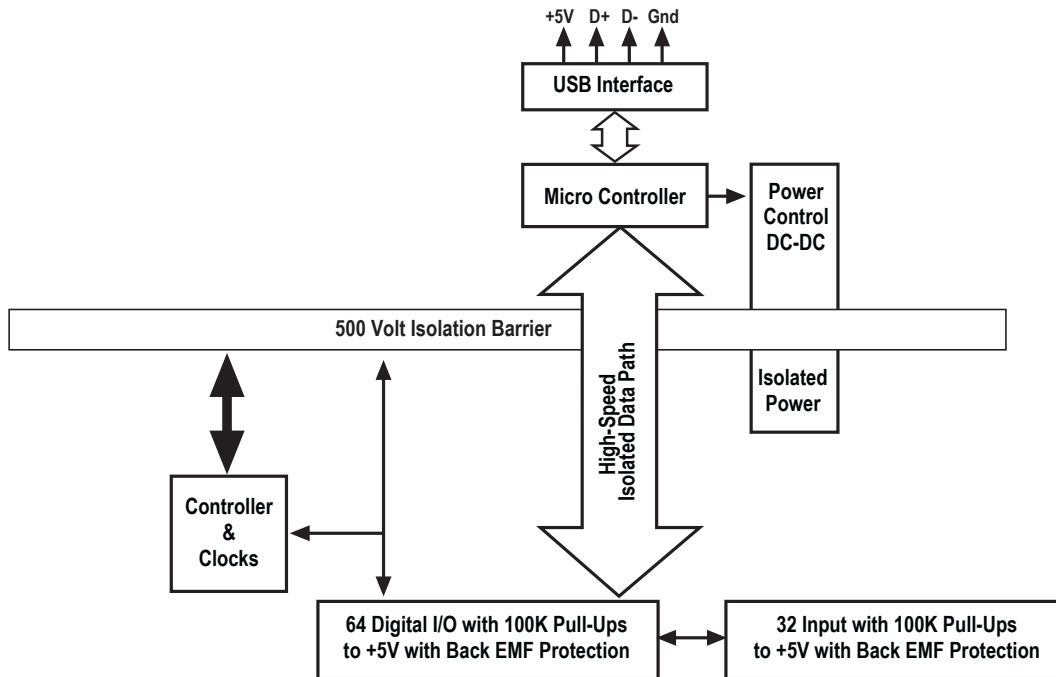 +5V D+ D- Gnd
USB Interface
Micro Controller
Power
Control
DC-DC
500 Volt Isolation Barrier
Isolated
Power
High-Speed
Isolated Data Path
Controller
&
Clocks
64 Digital I/O with 100K Pull-Ups
to +5V with Back EMF Protection
32 Input with 100K Pull-Ups
to +5V with Back EMF Protection